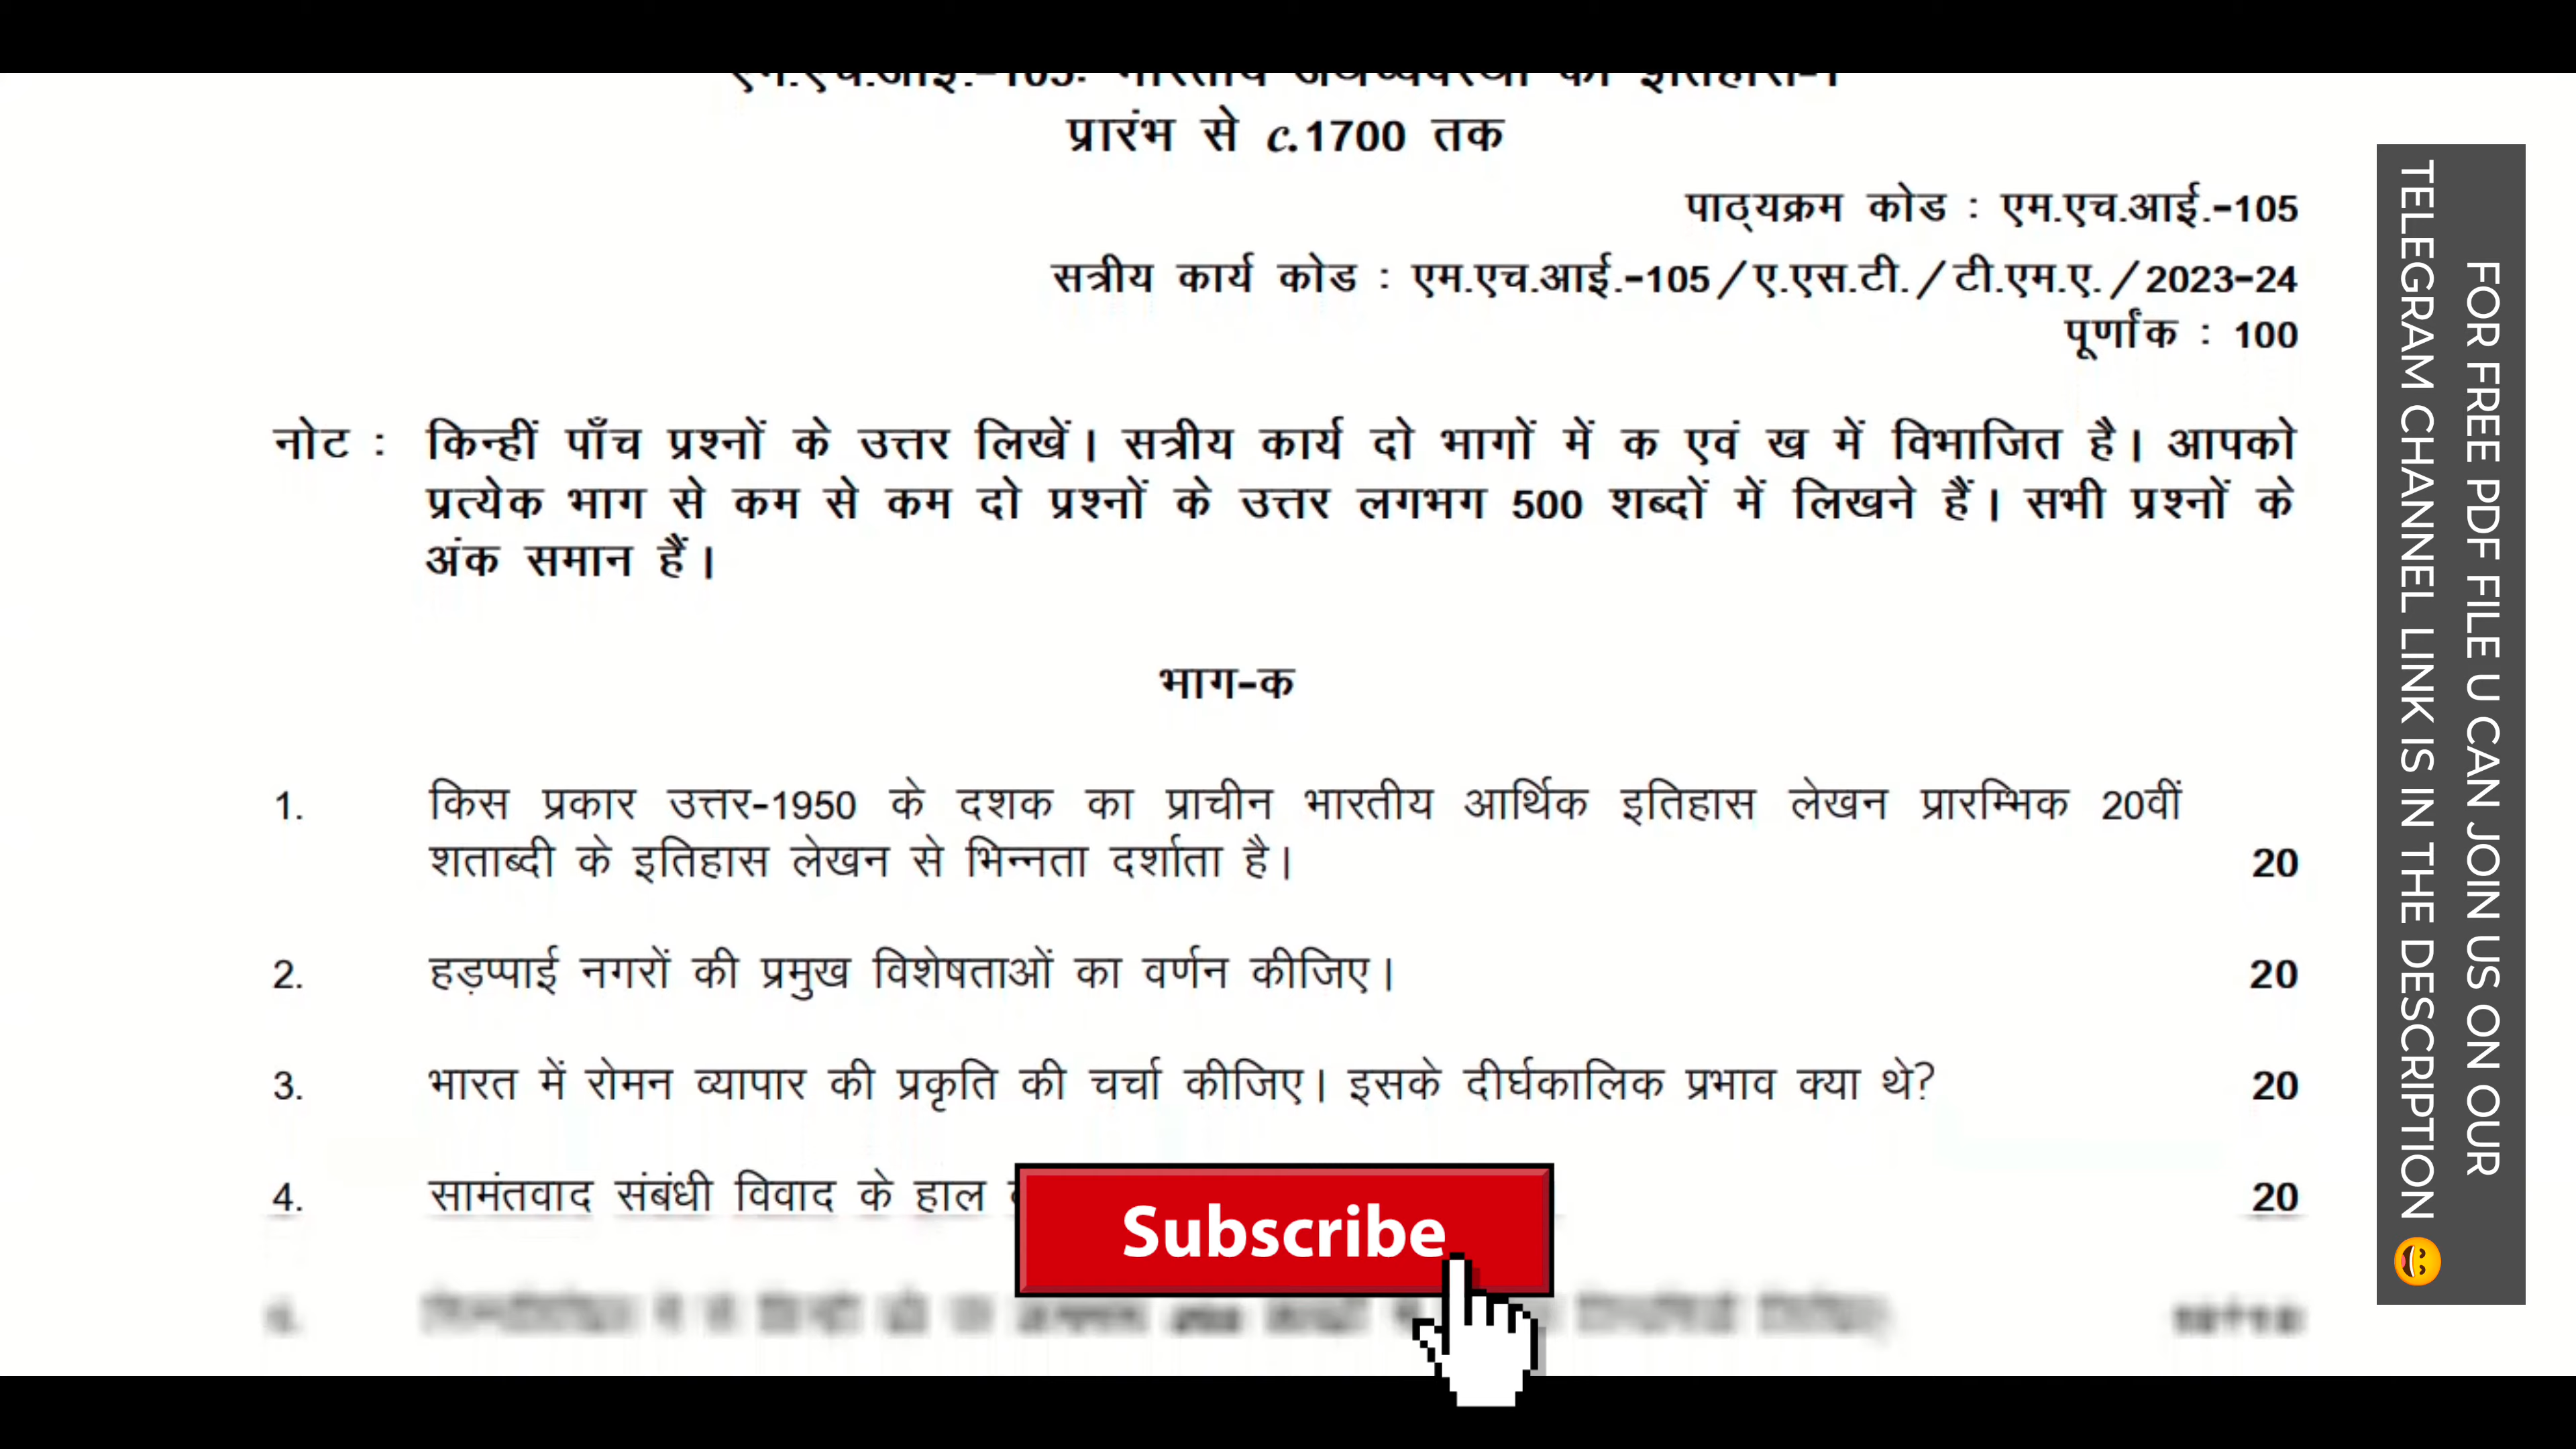 प्रारंभ से c.1700 तक
पाठ्यक्रम कोड : एम.एच.आई.-105
सत्रीय कार्य कोड : एम.एच.आई.-105/ए.एस.टी./टी.एम.ए./2023-24
पूर्णांक : 100
नोट : किन्हीं पाँच प्रश्नों के उत्तर लिखें। सत्रीय कार्य दो भागों में क एवं ख में विभाजित है। आपको
प्रत्येक भाग से कम से कम दो प्रश्नों के उत्तर लगभग 500 शब्दों में लिखने हैं। सभी प्रश्नों के
अंक समान हैं।
भाग-क
1. किस प्रकार उत्तर-1950 के दशक का प्राचीन भारतीय आर्थिक इतिहास लेखन प्रारम्भिक 20वीं
शताब्दी के इतिहास लेखन से भिन्नता दर्शाता है। 20
2. हड़प्पाई नगरों की प्रमुख विशेषताओं का वर्णन कीजिए। 20
3. भारत में रोमन व्यापार की प्रकृति की चर्चा कीजिए। इसके दीर्घकालिक प्रभाव क्या थे? 20
4. सामंतवाद संबंधी विवाद के हाल 20
Subscribe
FOR FREE PDF FILE U CAN JOIN US ON OUR
TELEGRAM CHANNEL LINK IS IN THE DESCRIPTION